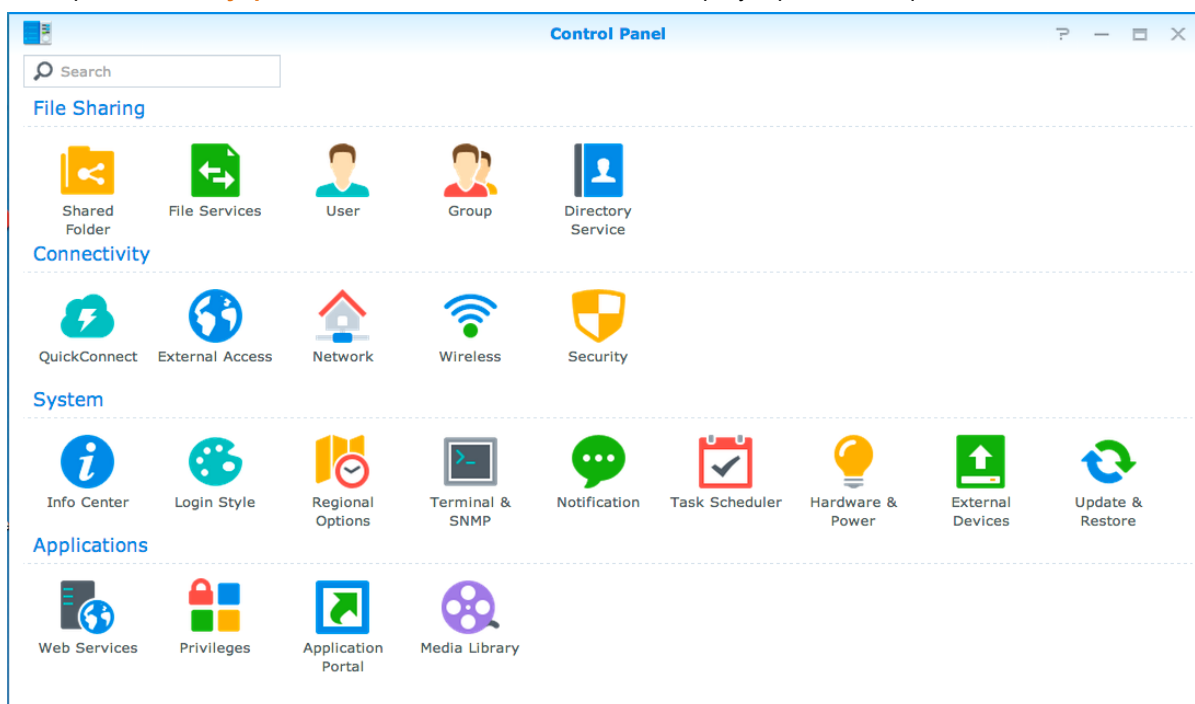 Control Panel
Search
File Sharing
Shared Folder
File Services
User
Group
Directory Service
Connectivity
QuickConnect
External Access
Network
Wireless
Security
System
Info Center
Login Style
Regional Options
Terminal & SNMP
Notification
Task Scheduler
Hardware & Power
External Devices
Update & Restore
Applications
Web Services
Privileges
Application Portal
Media Library